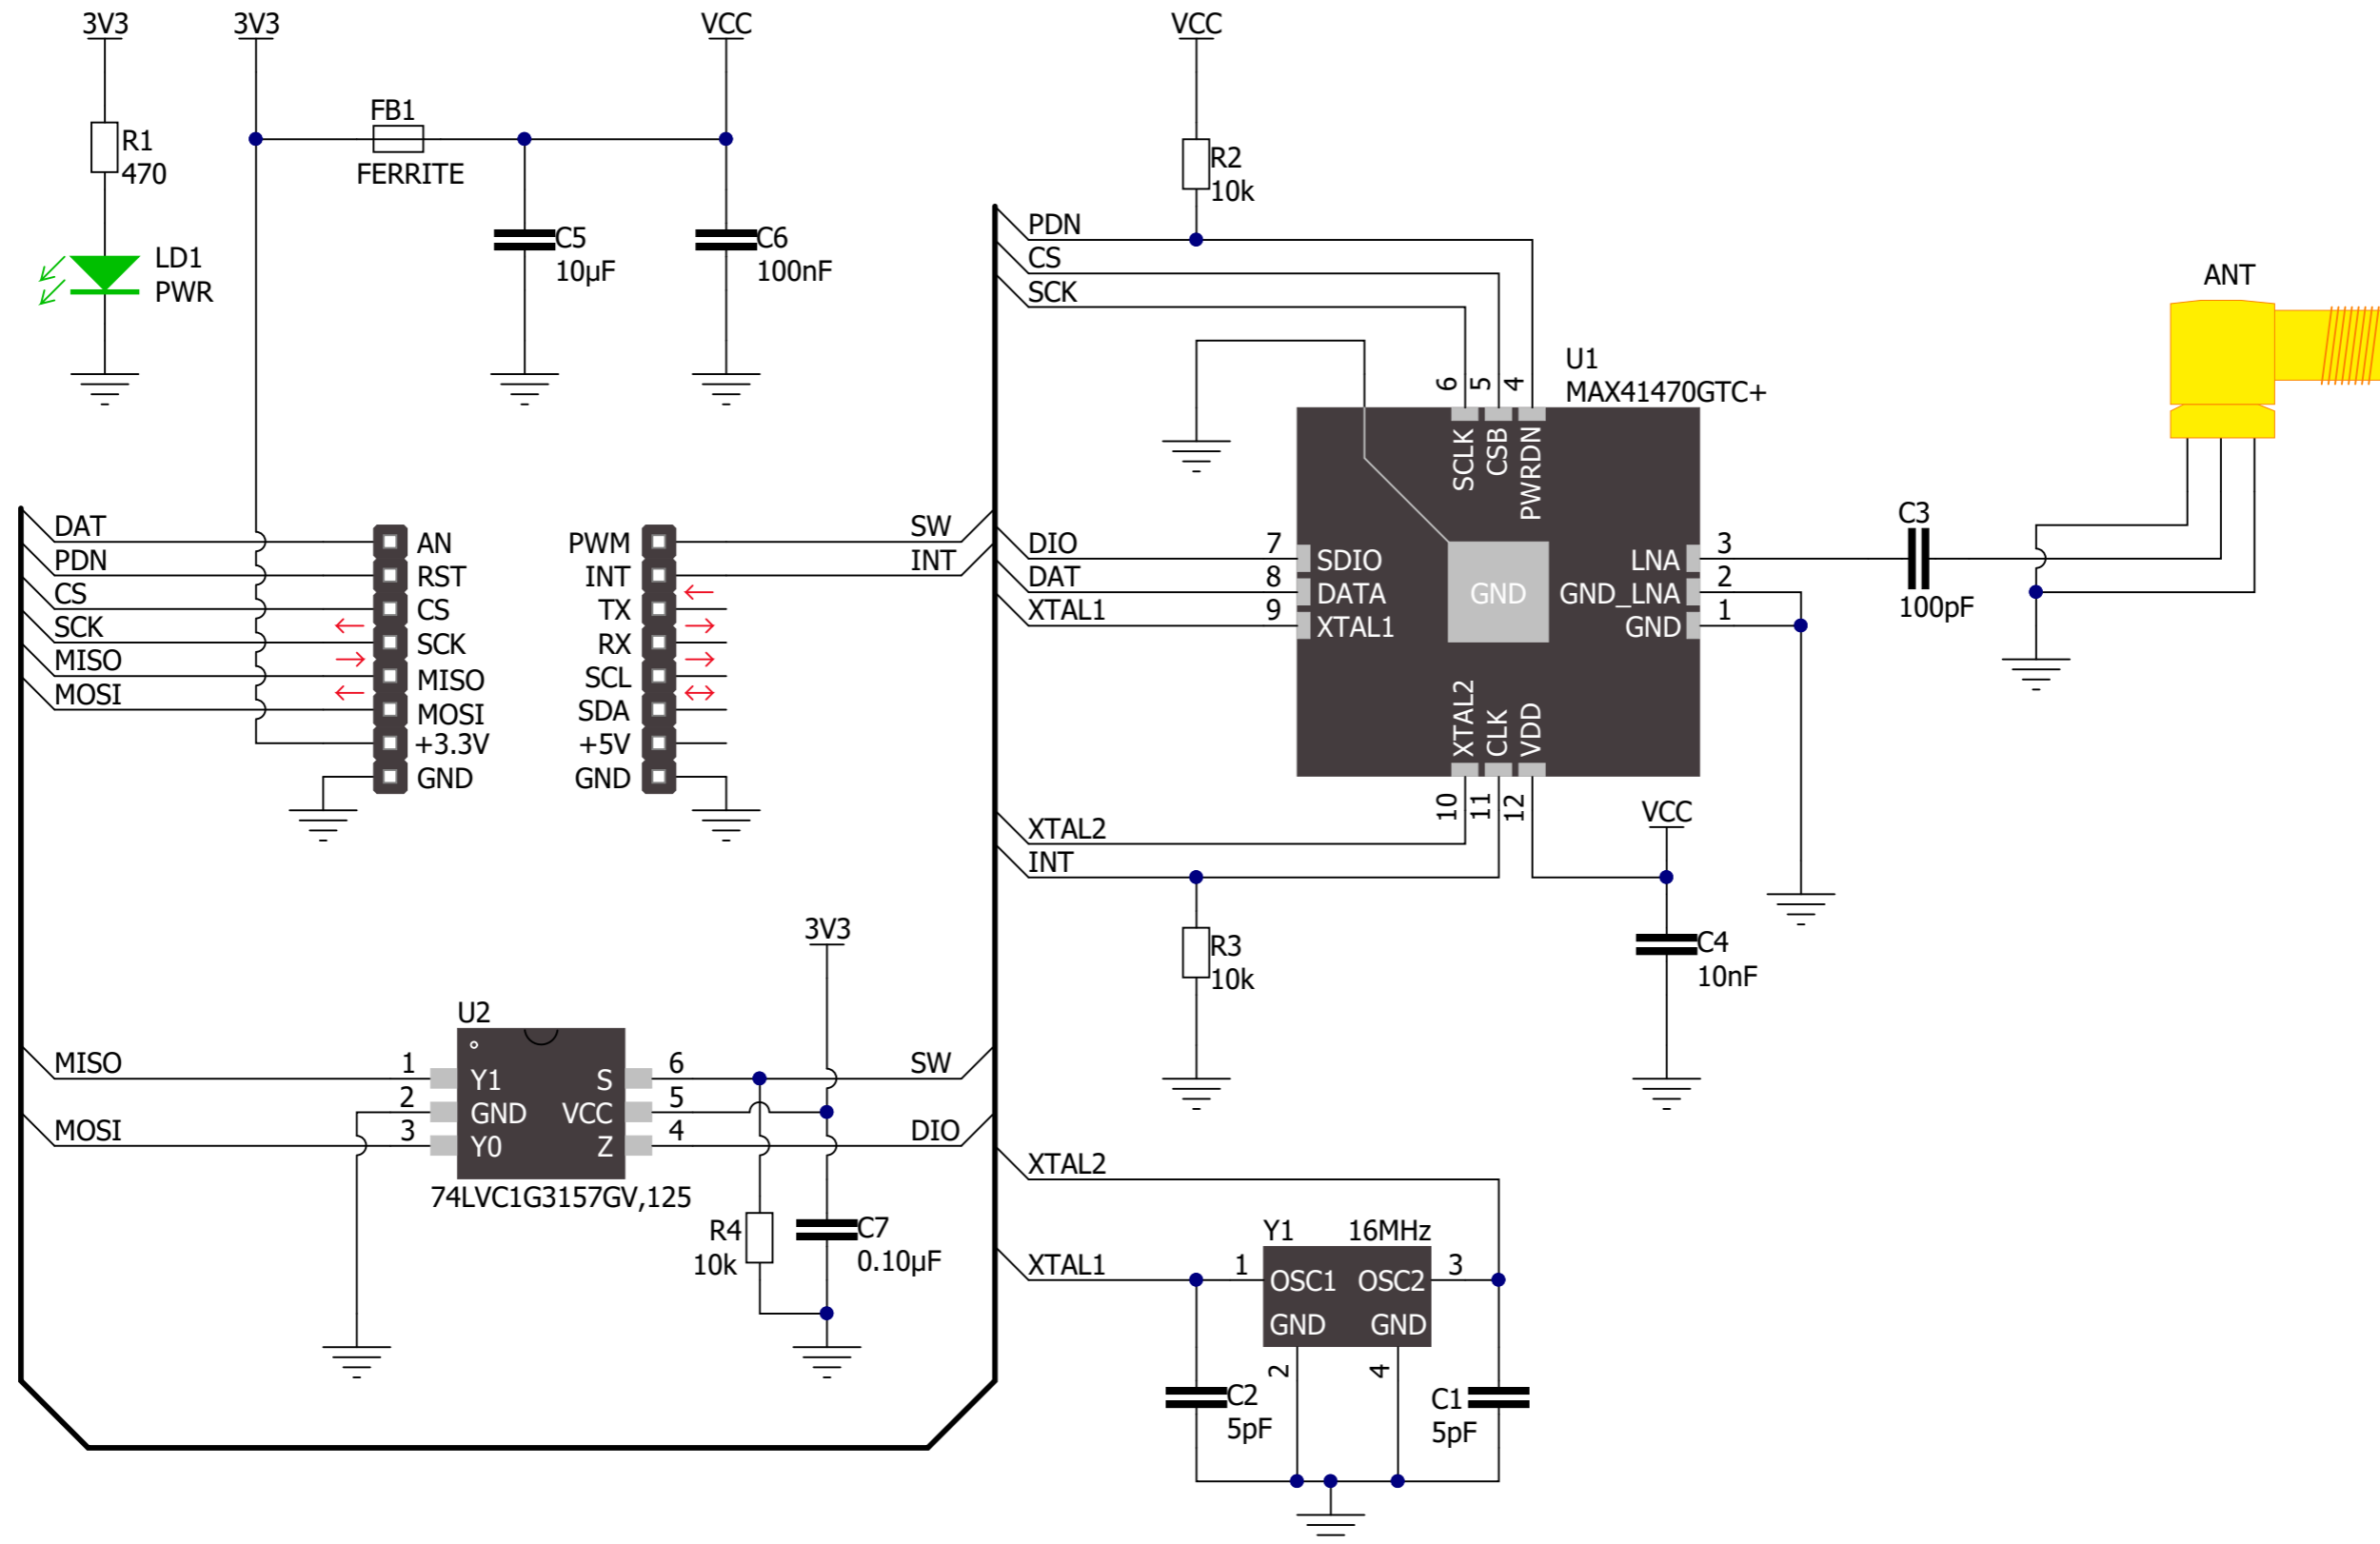 3V3
3V3
VCC
VCC
R1
470
FB1
FERRITE
LD1
PWR
C5
10µF
C6
100nF
R2
10k
PDN
CS
SCK
ANT
U1
MAX41470GTC+
6
5
4
SCLK
CSB
PWRDN
DAT
PDN
CS
SCK
MISO
MOSI
AN
RST
CS
SCK
MISO
MOSI
+3.3V
GND
PWM
INT
TX
RX
SCL
SDA
+5V
GND
SW
INT
DIO
DAT
XTAL1
7
8
9
SDIO
DATA
XTAL1
GND
LNA
GND_LNA
GND
3
2
1
C3
100pF
XTAL2
CLK
VDD
10
11
12
XTAL2
INT
VCC
R3
10k
C4
10nF
3V3
U2
MISO
MOSI
1
2
3
Y1
GND
Y0
S
VCC
Z
6
5
4
SW
DIO
74LVC1G3157GV,125
R4
10k
C7
0.10µF
XTAL2
XTAL1
Y1
16MHz
1
3
OSC1
OSC2
GND
GND
2
4
C2
5pF
C1
5pF